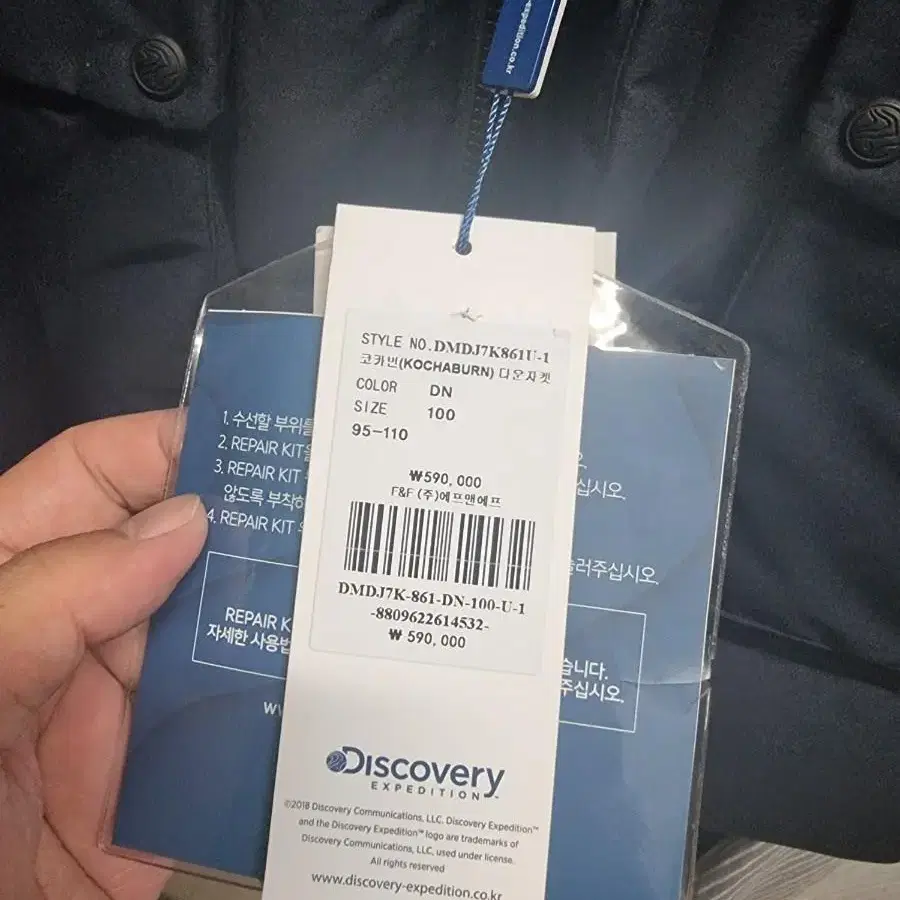 expedition.co.kr
STYLE NO.DMDJ7K861U-1
코카번(KOCHABURN) 다운자켓
COLOR DN
SIZE 100
95-110
₩590,000
F&F (주)에프앤에프
DMDJ7K-861-DN-100-U-1
-8809622614532-
₩ 590,000
Discovery
EXPEDITION™
©2018 Discovery Communications, LLC. Discovery Expedition™
and the Discovery Expedition™ logo are trademarks of
Discovery Communications, LLC, used under license.
All rights reserved
www.discovery-expedition.co.kr
1. 수선할 부위를
2. REPAIR KIT을
3. REPAIR KIT
않도록 부착하
4. REPAIR KIT
십시오.
눌러주십시오.
REPAIR K
자세한 사용법
습니다.
주십시오.